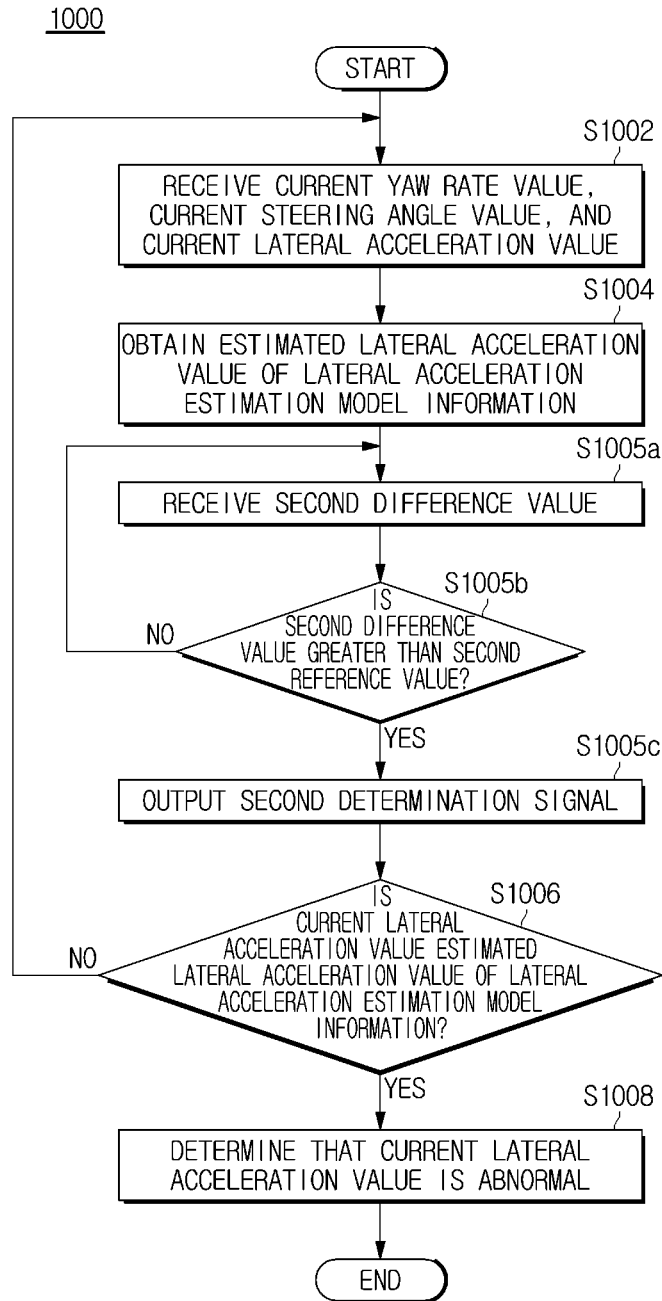 1000
START
S1002
RECEIVE CURRENT YAW RATE VALUE,
CURRENT STEERING ANGLE VALUE, AND
CURRENT LATERAL ACCELERATION VALUE
S1004
OBTAIN ESTIMATED LATERAL ACCELERATION
VALUE OF LATERAL ACCELERATION
ESTIMATION MODEL INFORMATION
S1005a
RECEIVE SECOND DIFFERENCE VALUE
S1005b
IS
SECOND DIFFERENCE
VALUE GREATER THAN SECOND
REFERENCE VALUE?
NO
YES
S1005c
OUTPUT SECOND DETERMINATION SIGNAL
S1006
IS
CURRENT LATERAL
ACCELERATION VALUE ESTIMATED
LATERAL ACCELERATION VALUE OF LATERAL
ACCELERATION ESTIMATION MODEL
INFORMATION?
NO
YES
S1008
DETERMINE THAT CURRENT LATERAL
ACCELERATION VALUE IS ABNORMAL
END